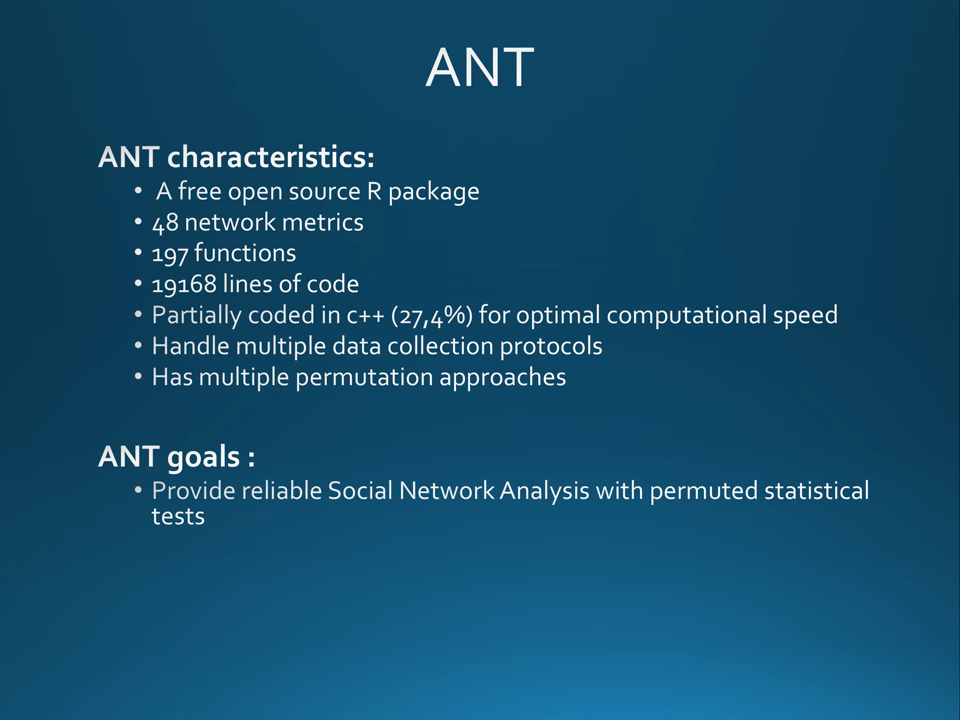 ANT
ANT characteristics:
• A free open source R package
• 48 network metrics
• 197 functions
• 19168 lines of code
• Partially coded in c++ (27,4%) for optimal computational speed
• Handle multiple data collection protocols
• Has multiple permutation approaches
ANT goals :
• Provide reliable Social Network Analysis with permuted statistical
tests